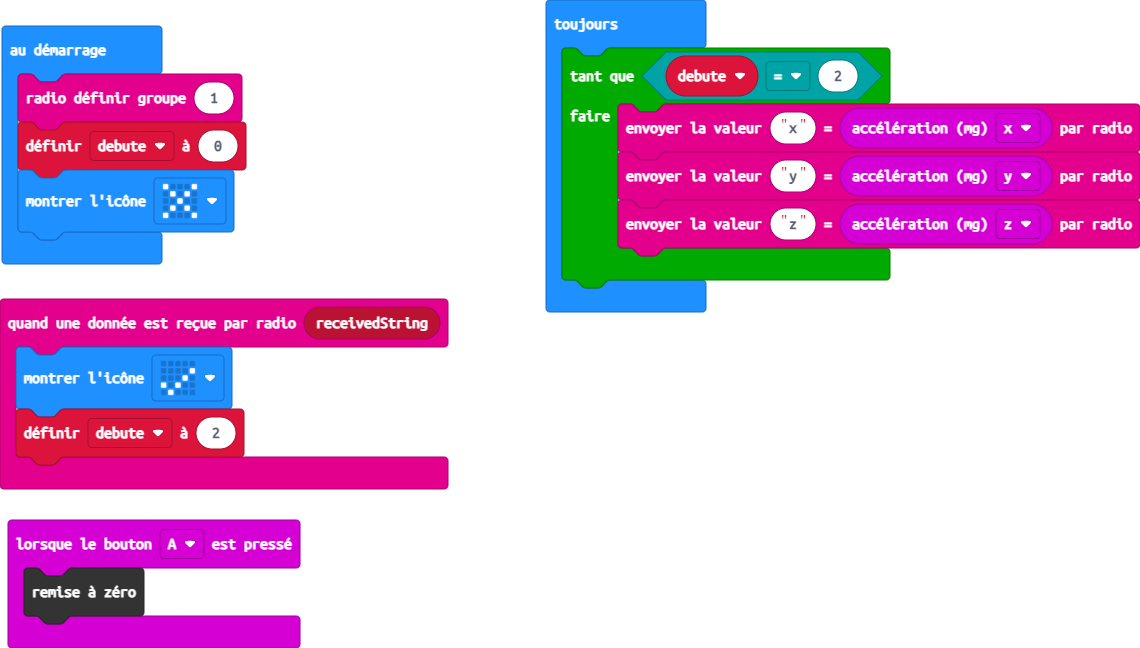 au démarrage
radio définir groupe 1
définir debute à 0
montrer l'icône
quand une donnée est reçue par radio receivedString
montrer l'icône
définir debute à 2
lorsque le bouton A est pressé
remise à zéro
toujours
tant que debute = 2
faire
envoyer la valeur "x" = accélération (mg) x par radio
envoyer la valeur "y" = accélération (mg) y par radio
envoyer la valeur "z" = accélération (mg) z par radio